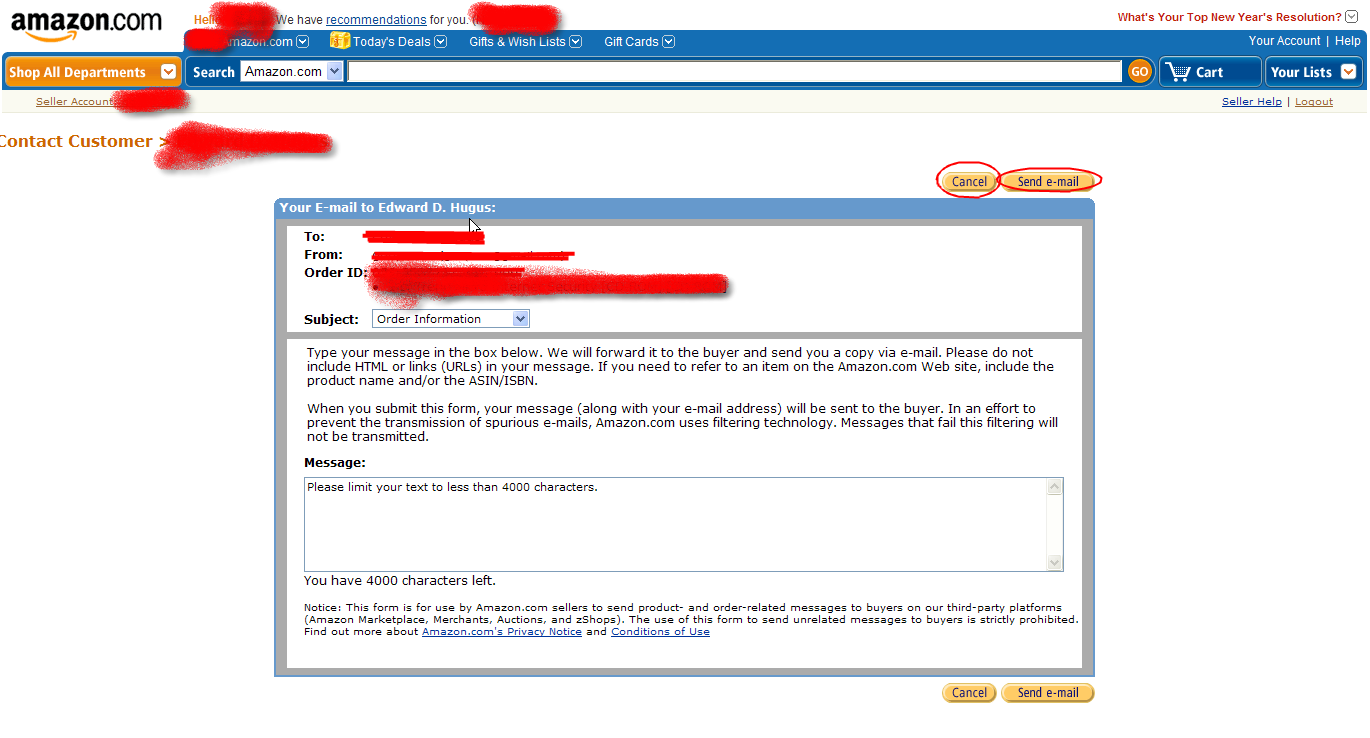 amazon.com
We have recommendations for you.
What's Your Top New Year's Resolution?
amazon.com Today's Deals Gifts & Wish Lists Gift Cards
Your Account | Help
Shop All Departments Search Amazon.com GO Cart Your Lists
Seller Account
Seller Help | Logout
Contact Customer >
Cancel Send e-mail
Your E-mail to Edward D. Hugus:
To:
From:
Order ID:
Subject: Order Information
Type your message in the box below. We will forward it to the buyer and send you a copy via e-mail. Please do not
include HTML or links (URLs) in your message. If you need to refer to an item on the Amazon.com Web site, include the
product name and/or the ASIN/ISBN.
When you submit this form, your message (along with your e-mail address) will be sent to the buyer. In an effort to
prevent the transmission of spurious e-mails, Amazon.com uses filtering technology. Messages that fail this filtering will
not be transmitted.
Message:
Please limit your text to less than 4000 characters.
You have 4000 characters left.
Notice: This form is for use by Amazon.com sellers to send product- and order-related messages to buyers on our third-party platforms
(Amazon Marketplace, Merchants, Auctions, and zShops). The use of this form to send unrelated messages to buyers is strictly prohibited.
Find out more about Amazon.com's Privacy Notice and Conditions of Use
Cancel Send e-mail